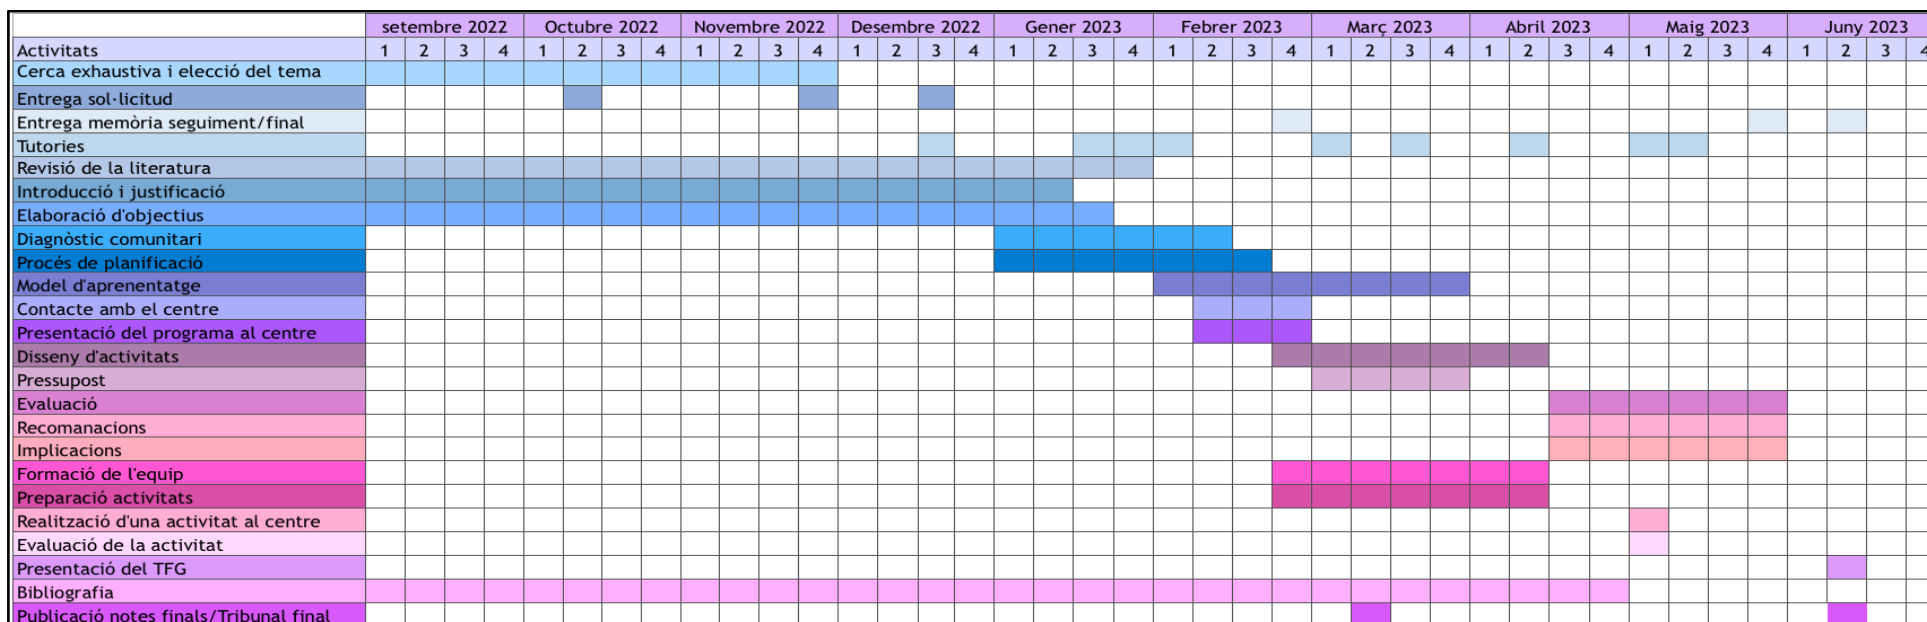 setembre 2022 Octubre 2022 Novembre 2022 Desembre 2022 Gener 2023 Febrer 2023 Març 2023 Abril 2023 Maig 2023 Juny 2023
Activitats 1 2 3 4 1 2 3 4 1 2 3 4 1 2 3 4 1 2 3 4 1 2 3 4 1 2 3 4 1 2 3 4 1 2 3 4 1 2 3 4
Cerca exhaustiva i elecció del tema
Entrega sol·licitud
Entrega memòria seguiment/final
Tutories
Revisió de la literatura
Introducció i justificació
Elaboració d'objectius
Diagnòstic comunitari
Procés de planificació
Model d'aprenentatge
Contacte amb el centre
Presentació del programa al centre
Disseny d'activitats
Pressupost
Evaluació
Recomanacions
Implicacions
Formació de l'equip
Preparació activitats
Realització d'una activitat al centre
Evaluació de la activitat
Presentació del TFG
Bibliografia
Publicació notes finals/Tribunal final